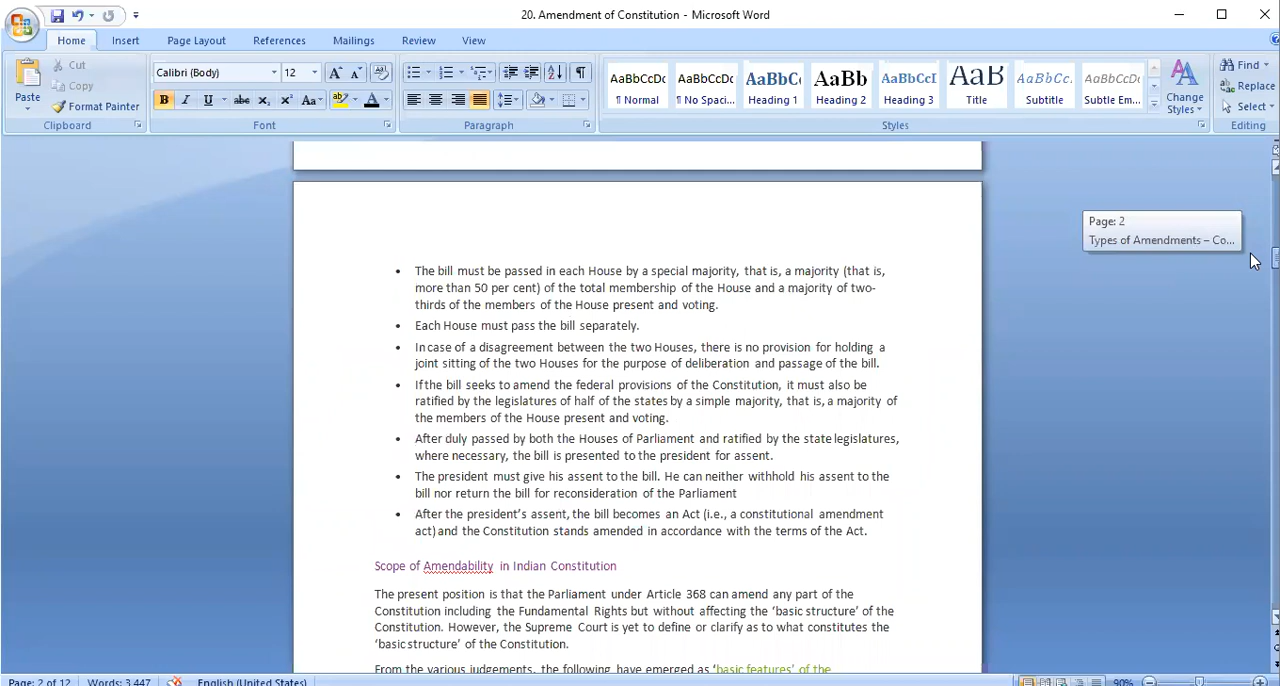 20. Amendment of Constitution - Microsoft Word
Home Insert Page Layout References Mailings Review View
Paste
Cut
Copy
Format Painter
Clipboard
Calibri (Body) 12
Font
Paragraph
AaBbCcDc AaBbCcDc AaBbC( AaBb AaBbCcI AaB AaBbCc. AaBbCcDc
¶ Normal ¶ No Spaci... Heading 1 Heading 2 Heading 3 Title Subtitle Subtle Em...
Change Styles
Styles
Find
Replace
Select
Editing
Page: 2
Types of Amendments – Co...
• The bill must be passed in each House by a special majority, that is, a majority (that is,
more than 50 per cent) of the total membership of the House and a majority of two-
thirds of the members of the House present and voting.
• Each House must pass the bill separately.
• In case of a disagreement between the two Houses, there is no provision for holding a
joint sitting of the two Houses for the purpose of deliberation and passage of the bill.
• If the bill seeks to amend the federal provisions of the Constitution, it must also be
ratified by the legislatures of half of the states by a simple majority, that is, a majority of
the members of the House present and voting.
• After duly passed by both the Houses of Parliament and ratified by the state legislatures,
where necessary, the bill is presented to the president for assent.
• The president must give his assent to the bill. He can neither withhold his assent to the
bill nor return the bill for reconsideration of the Parliament
• After the president’s assent, the bill becomes an Act (i.e., a constitutional amendment
act) and the Constitution stands amended in accordance with the terms of the Act.
Scope of Amendability in Indian Constitution
The present position is that the Parliament under Article 368 can amend any part of the
Constitution including the Fundamental Rights but without affecting the ‘basic structure’ of the
Constitution. However, the Supreme Court is yet to define or clarify as to what constitutes the
‘basic structure’ of the Constitution.
From the various judgements, the following have emerged as ‘basic features’ of the
Page: 2 of 12 Words: 3,447 English (United States) 90%